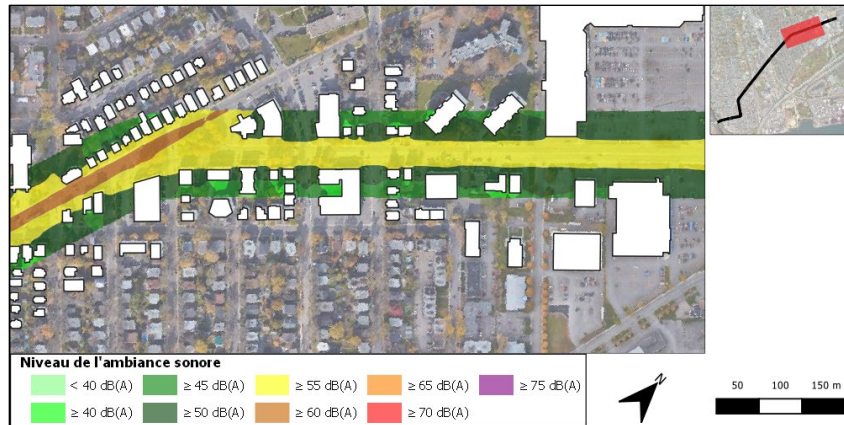 Niveau de l'ambiance sonore
< 40 dB(A) ≥ 45 dB(A) ≥ 55 dB(A) ≥ 65 dB(A) ≥ 75 dB(A)
≥ 40 dB(A) ≥ 50 dB(A) ≥ 60 dB(A) ≥ 70 dB(A)
N
50 100 150 m